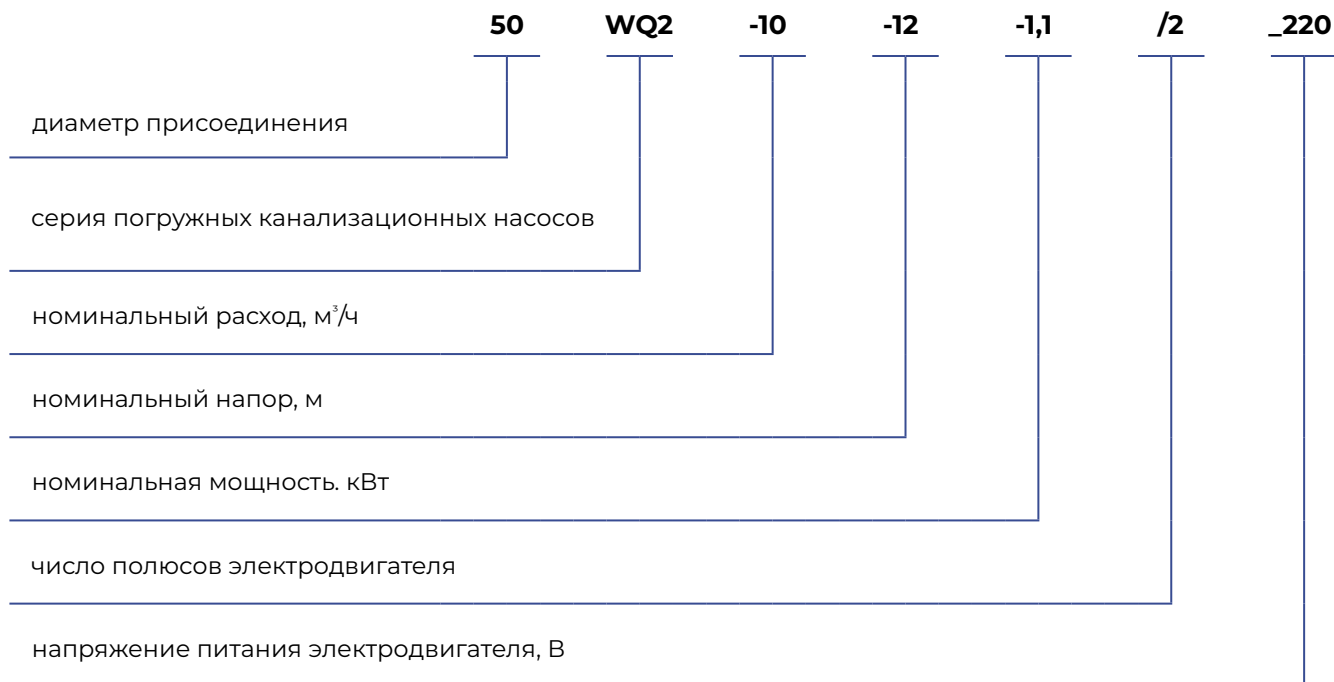 50 WQ2 -10 -12 -1,1 /2 _220
диаметр присоединения
серия погружных канализационных насосов
номинальный расход, м³/ч
номинальный напор, м
номинальная мощность. кВт
число полюсов электродвигателя
напряжение питания электродвигателя, В